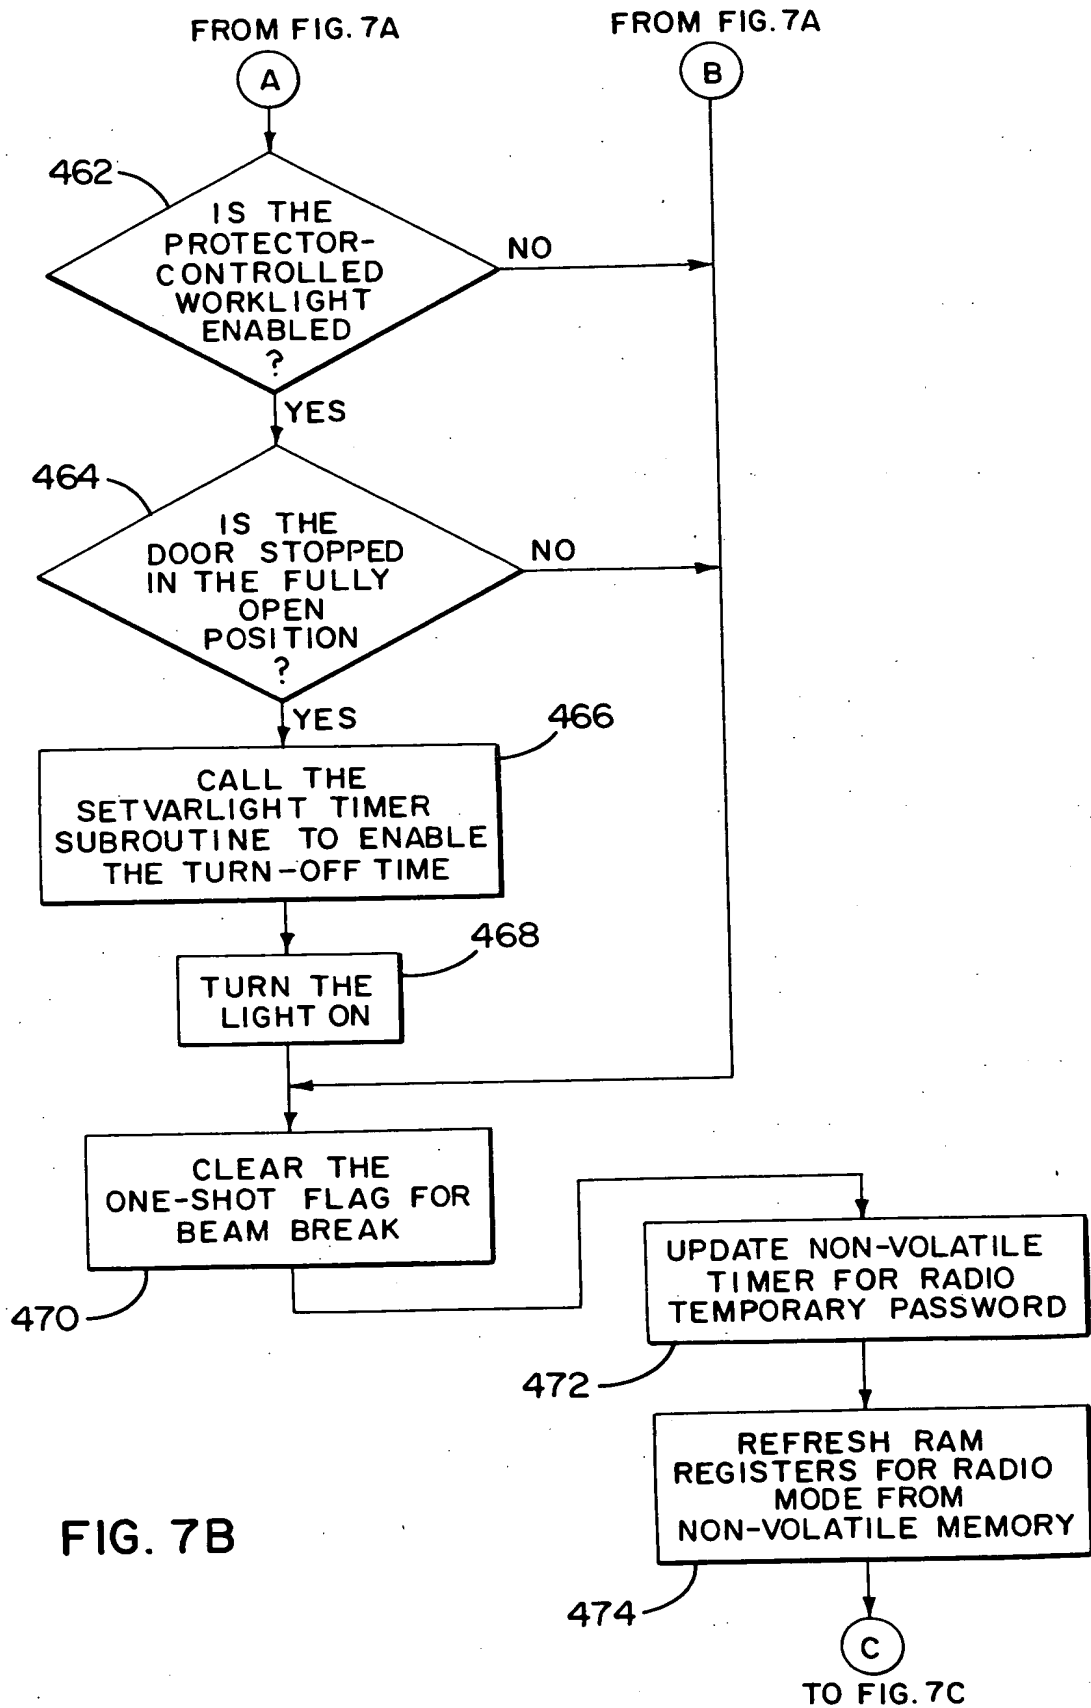 FROM FIG. 7A
A
FROM FIG. 7A
B
462
IS THE
PROTECTOR-
CONTROLLED
WORKLIGHT
ENABLED
?
NO
YES
464
IS THE
DOOR STOPPED
IN THE FULLY
OPEN
POSITION
?
NO
YES
466
CALL THE
SETVARLIGHT TIMER
SUBROUTINE TO ENABLE
THE TURN-OFF TIME
468
TURN THE
LIGHT ON
CLEAR THE
ONE-SHOT FLAG FOR
BEAM BREAK
470
UPDATE NON-VOLATILE
TIMER FOR RADIO
TEMPORARY PASSWORD
472
REFRESH RAM
REGISTERS FOR RADIO
MODE FROM
NON-VOLATILE MEMORY
474
C
TO FIG. 7C
FIG. 7B